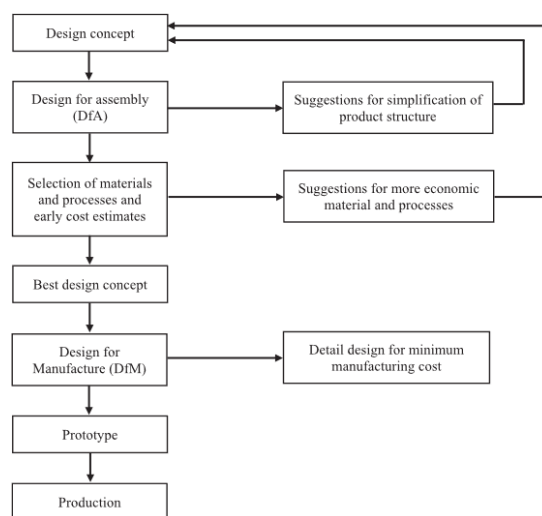 Design concept
Design for assembly
(DfA)
Suggestions for simplification of
product structure
Selection of materials
and processes and
early cost estimates
Suggestions for more economic
material and processes
Best design concept
Design for
Manufacture (DfM)
Detail design for minimum
manufacturing cost
Prototype
Production